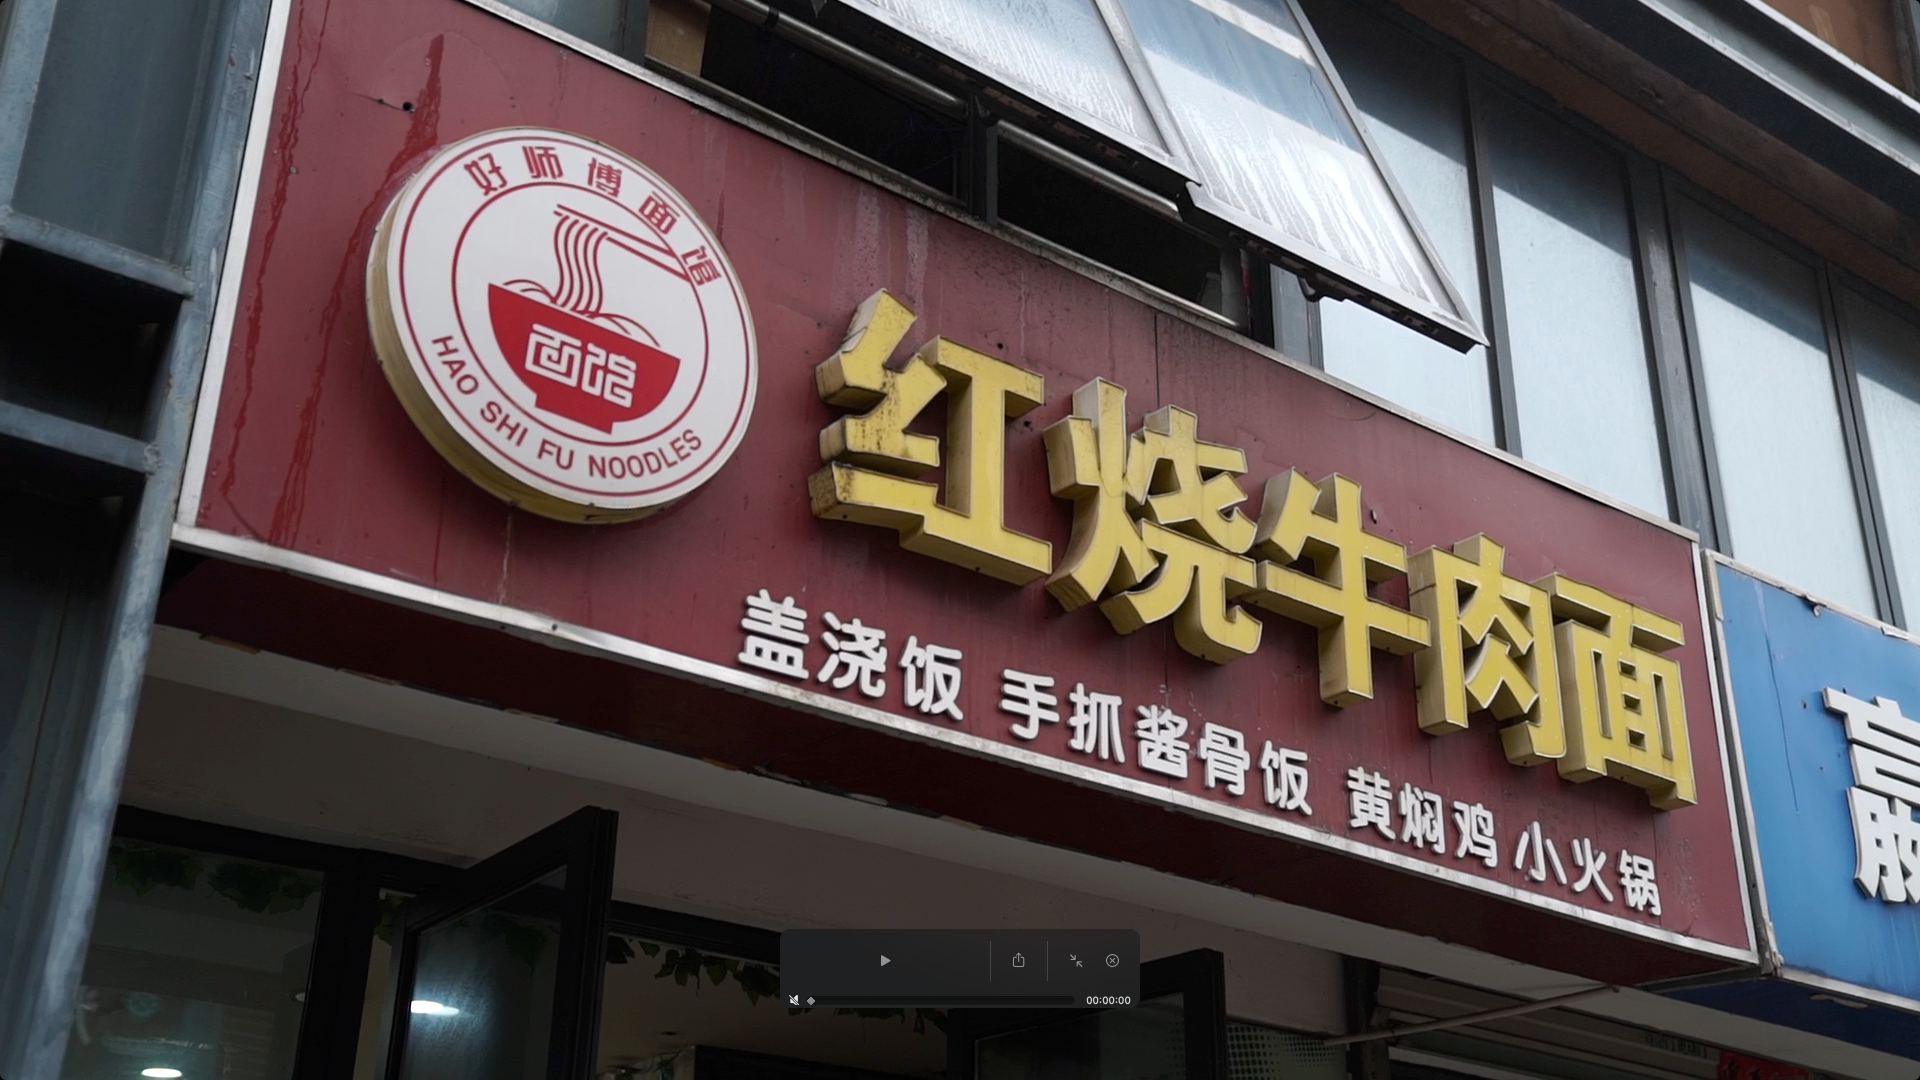 好师博面馆
面馆
HAO SHI FU NOODLES
红烧牛肉面
盖浇饭 手抓酱骨饭 黄焖鸡 小火锅
00:00:00